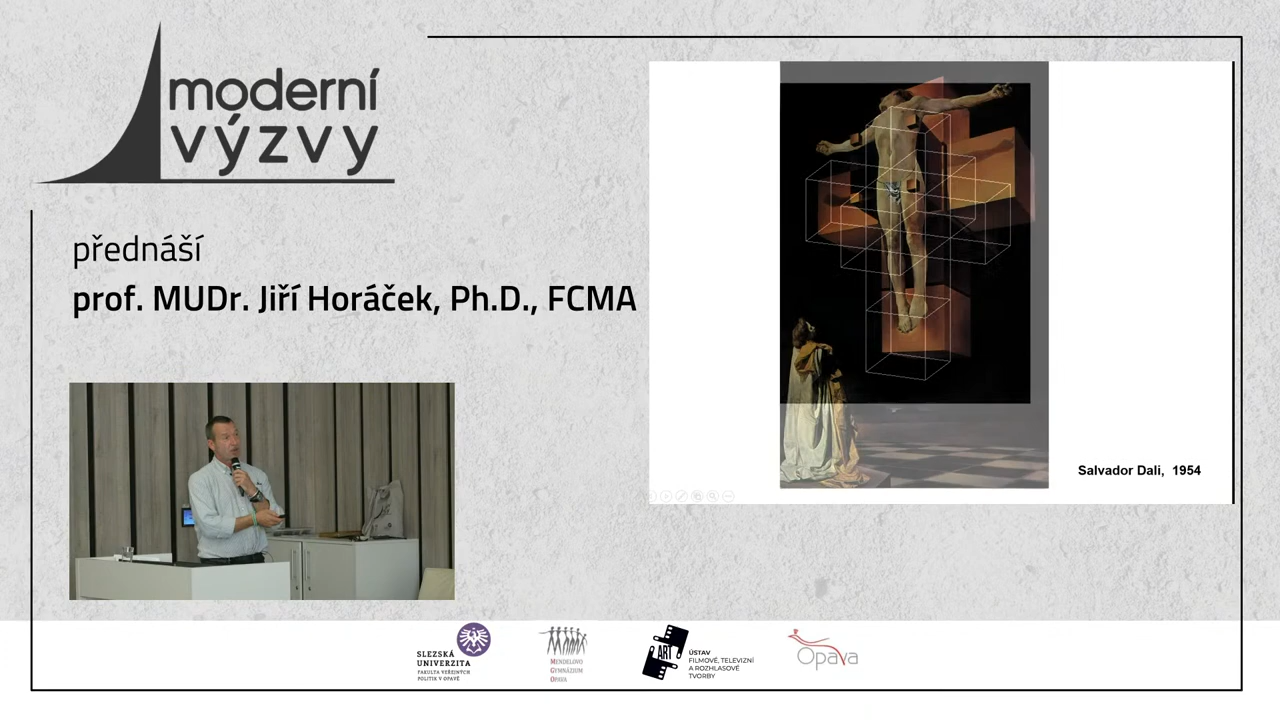 moderní
výzvy
přednáší
prof. MUDr. Jiří Horáček, Ph.D., FCMA
Salvador Dali, 1954
SLEZSKÁ
UNIVERZITA
FAKULTA VEŘEJNÝCH
POLITIK V OPAVĚ
MENDELOVO
GYMNÁZIUM
OPAVA
ART
ÚSTAV
FILMOVÉ, TELEVIZNÍ
A ROZHLASOVÉ
TVORBY
Opava